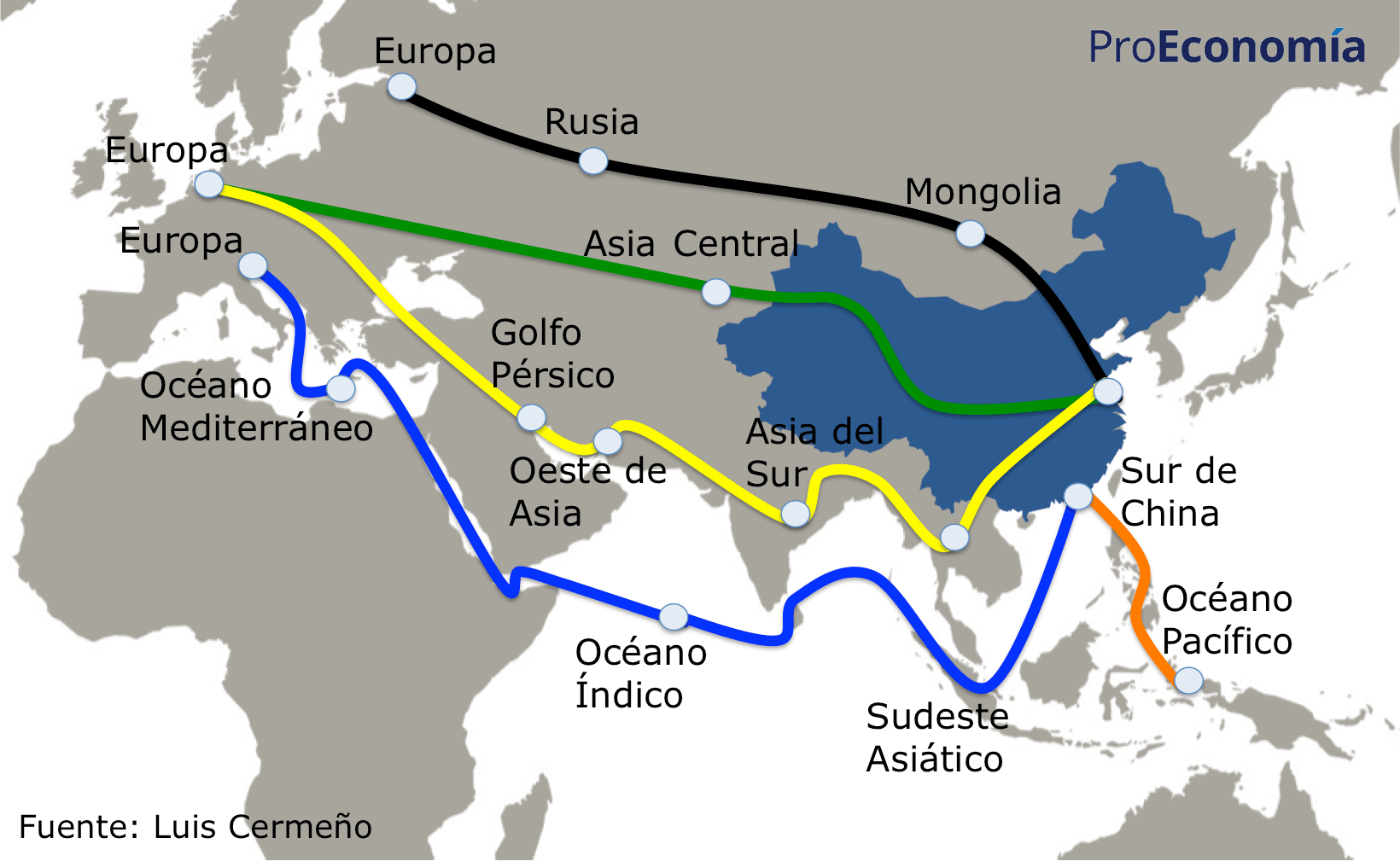 Europa
ProEconomía
Rusia
Europa
Mongolia
Europa
Asia Central
Golfo
Pérsico
Océano
Mediterráneo
Asia del
Sur
Oeste de
Asia
Sur de
China
Océano
Pacífico
Océano
Índico
Sudeste
Asiático
Fuente: Luis Cermeño